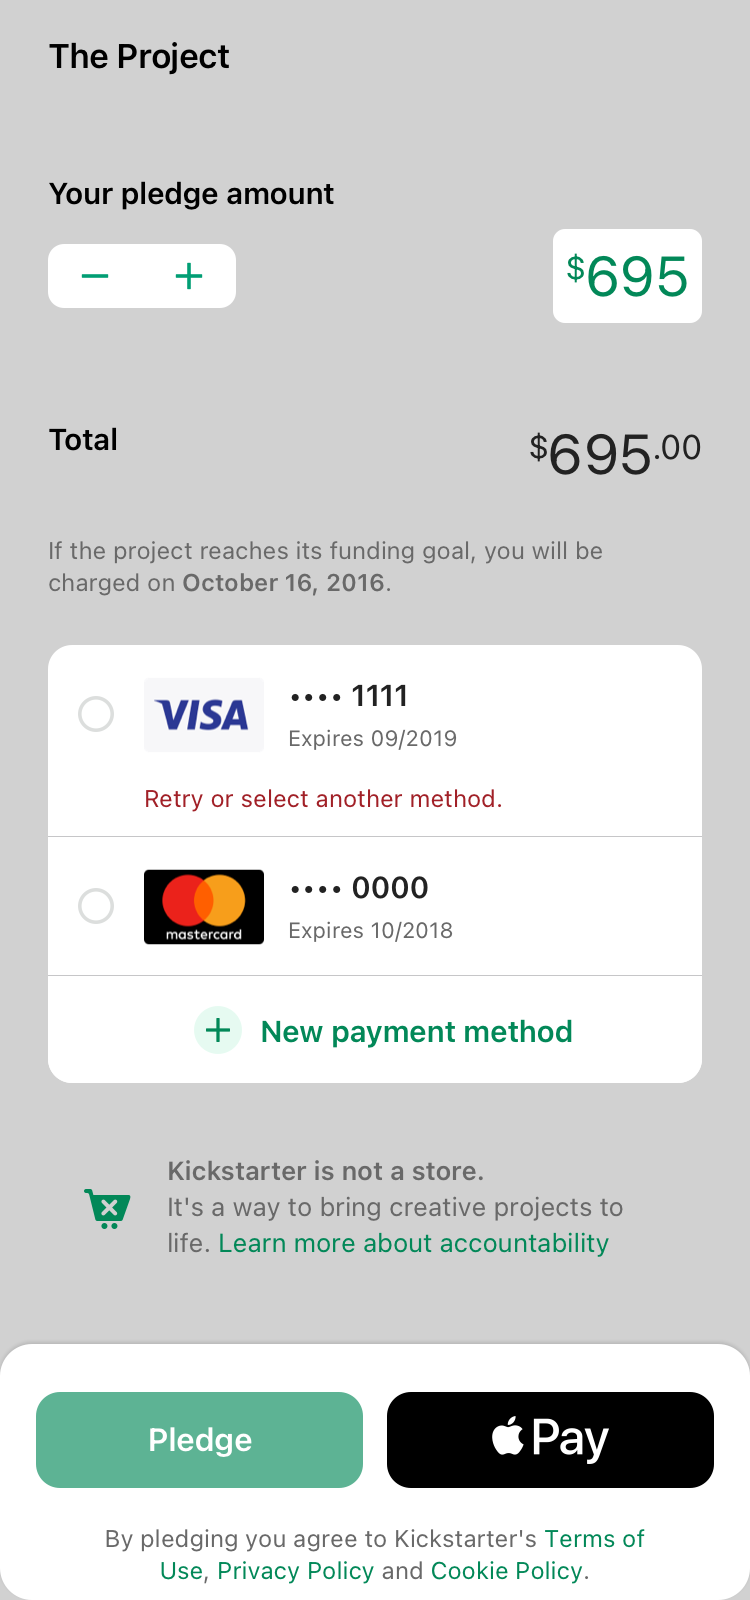 The Project
Your pledge amount
− +
$695
Total
$695.00
If the project reaches its funding goal, you will be
charged on October 16, 2016.
VISA
•••• 1111
Expires 09/2019
Retry or select another method.
mastercard
•••• 0000
Expires 10/2018
+ New payment method
Kickstarter is not a store.
It's a way to bring creative projects to
life. Learn more about accountability
Pledge
Pay
By pledging you agree to Kickstarter's Terms of
Use, Privacy Policy and Cookie Policy.